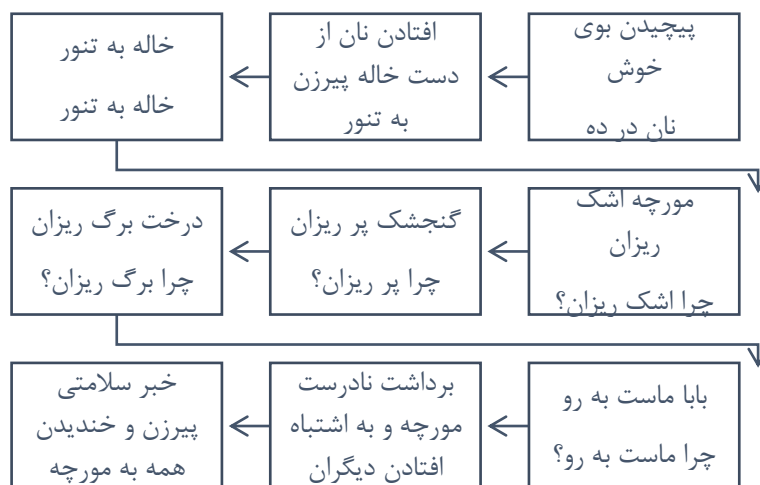 پیچیدن بوی
خوش
نان در ده
افتادن نان از
دست خاله پیرزن
به تنور
خاله به تنور
خاله به تنور
مورچه اشک
ریزان
چرا اشک ریزان؟
گنجشک پر ریزان
چرا پر ریزان؟
درخت برگ ریزان
چرا برگ ریزان؟
بابا ماست به رو
چرا ماست به رو؟
برداشت نادرست
مورچه و به اشتباه
افتادن دیگران
خبر سلامتی
پیرزن و خندیدن
همه به مورچه